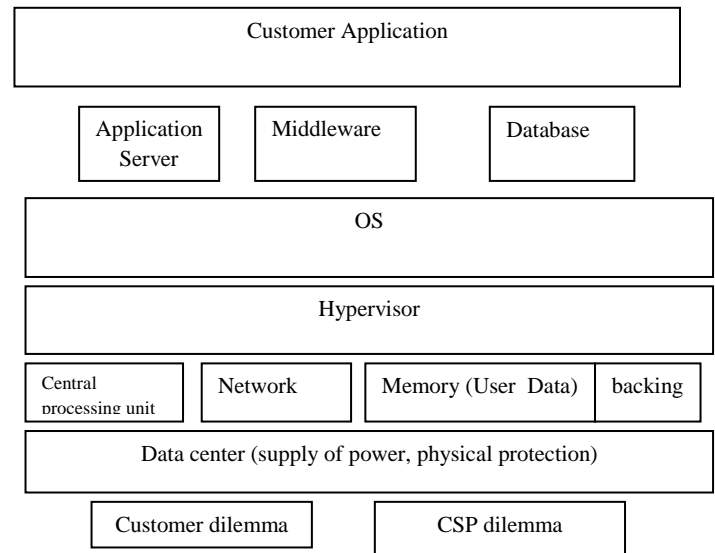 Customer Application
Application
Server
Middleware
Database
OS
Hypervisor
Central
processing unit
Network
Memory (User Data)
backing
Data center (supply of power, physical protection)
Customer dilemma
CSP dilemma